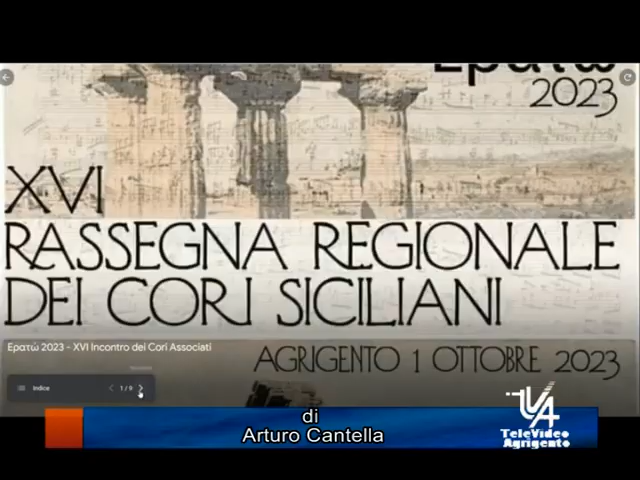 Ερατώ
2023
XVI
RASSEGNA REGIONALE
DEI CORI SICILIANI
Ερατώ 2023 - XVI Incontro dei Cori Associati
AGRIGENTO 1 OTTOBRE 2023
Indice
1 / 9
di
Arturo Cantella
TVA
TeleVideo
Agrigento